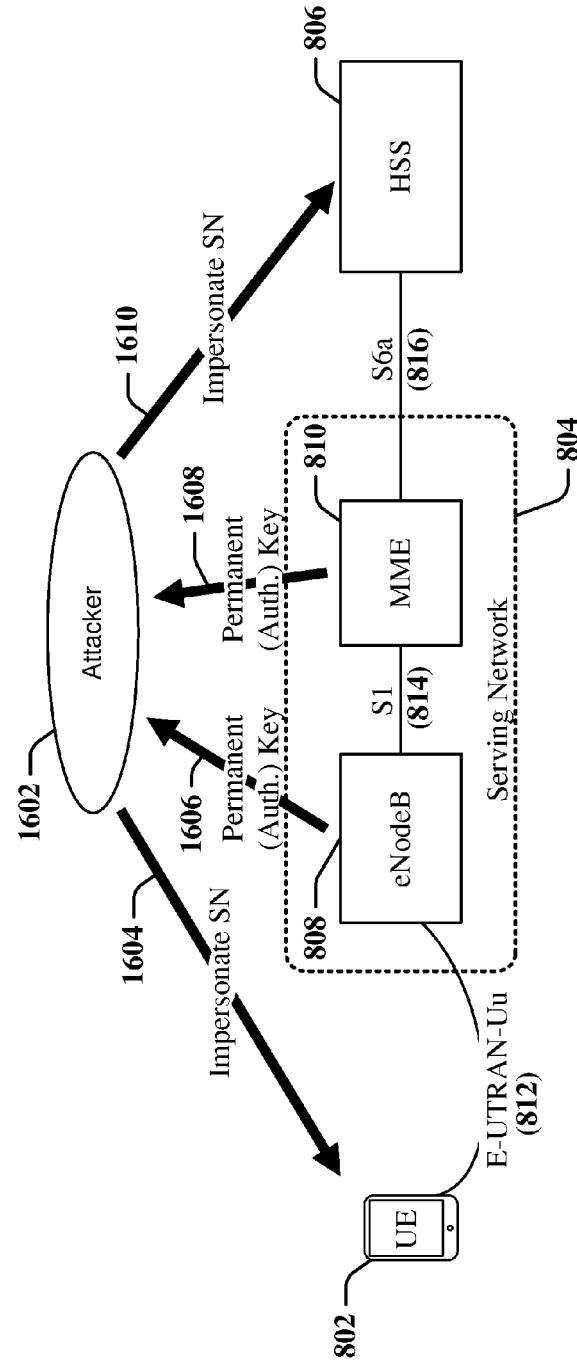 1602
Attacker
1604
Impersonate SN
1606
Permanent
(Auth.) Key
1608
Permanent
(Auth.) Key
1610
Impersonate SN
802
UE
E-UTRAN-Uu
(812)
808
eNodeB
S1
(814)
810
MME
Serving Network
804
S6a
(816)
806
HSS